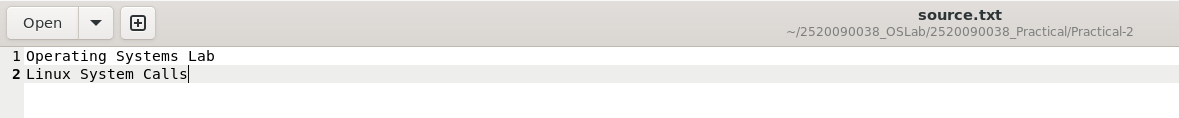 Open
source.txt
~/2520090038_OSLab/2520090038_Practical/Practical-2
1 Operating Systems Lab
2 Linux System Calls